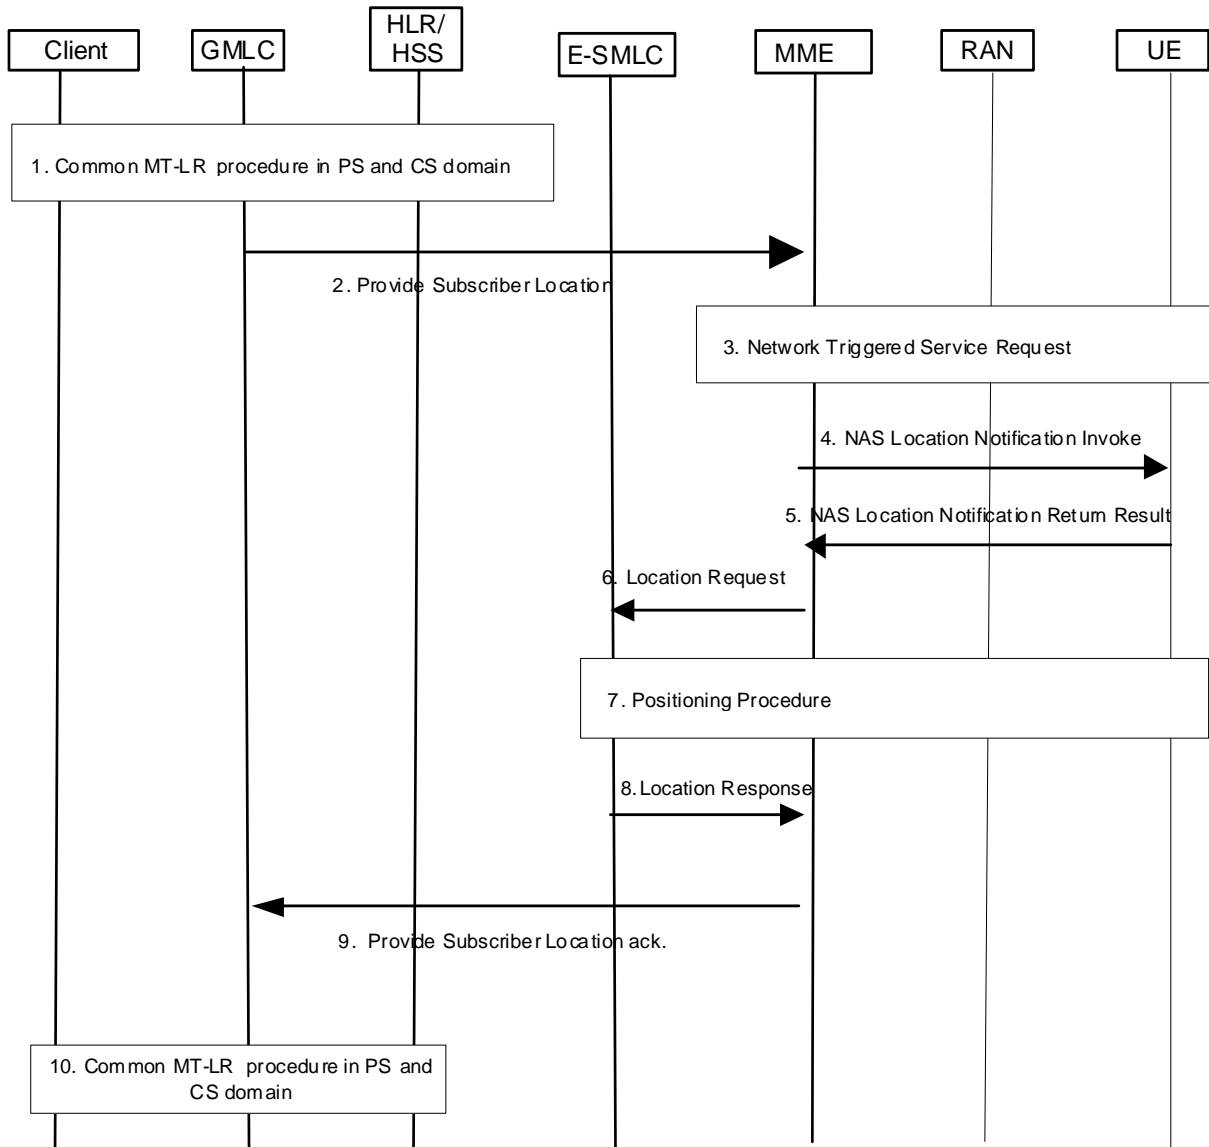 Client
GMLC
HLR/
HSS
E-SMLC
MME
RAN
UE
1. Common MT-LR procedure in PS and CS domain
2. Provide Subscriber Location
3. Network Triggered Service Request
4. NAS Location Notification Invoke
5. NAS Location Notification Return Result
6. Location Request
7. Positioning Procedure
8. Location Response
9. Provide Subscriber Location ack.
10. Common MT-LR procedure in PS and
CS domain